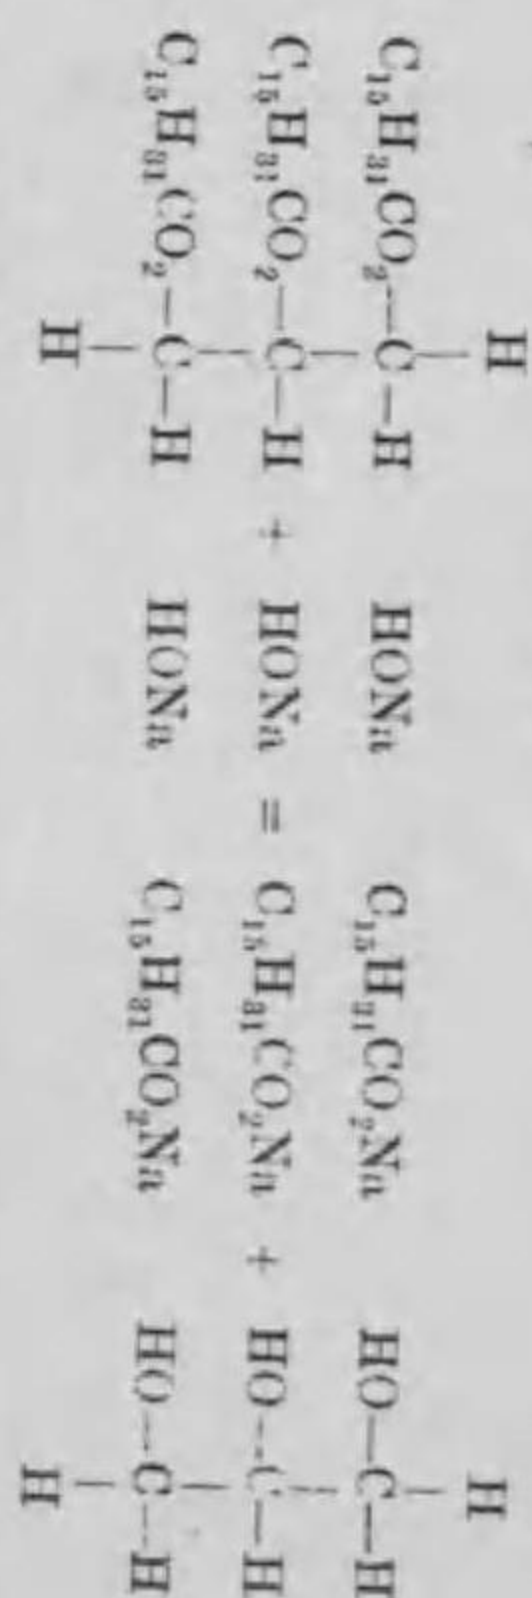 H
C₁₅H₃₁CO₂—C—H HONa C₁₅H₃₁CO₂Na HO—C—H
C₁₅H₃₁CO₂—C—H + HONa = C₁₅H₃₁CO₂Na + HO—C—H
C₁₅H₃₁CO₂—C—H HONa C₁₅H₃₁CO₂Na HO—C—H
H H